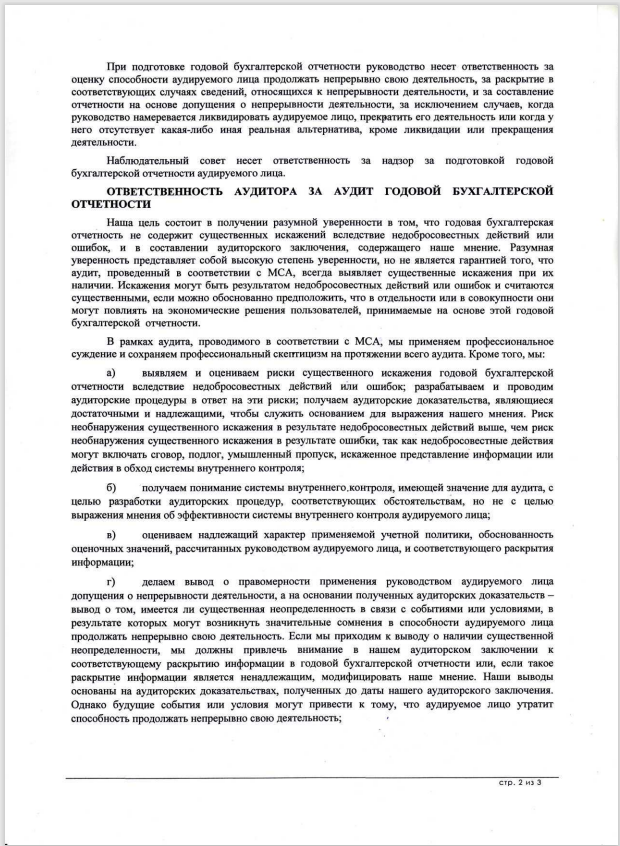 При подготовке годовой бухгалтерской отчетности руководство несет ответственность за
оценку способности аудируемого лица продолжать непрерывно свою деятельность, за раскрытие в
соответствующих случаях сведений, относящихся к непрерывности деятельности, и за составление
отчетности на основе допущения о непрерывности деятельности, за исключением случаев, когда
руководство намеревается ликвидировать аудируемое лицо, прекратить его деятельность или когда у
него отсутствует какая-либо иная реальная альтернатива, кроме ликвидации или прекращения
деятельности.
Наблюдательный совет несет ответственность за надзор за подготовкой годовой
бухгалтерской отчетности аудируемого лица.
ОТВЕТСТВЕННОСТЬ АУДИТОРА ЗА АУДИТ ГОДОВОЙ БУХГАЛТЕРСКОЙ
ОТЧЕТНОСТИ
Наша цель состоит в получении разумной уверенности в том, что годовая бухгалтерская
отчетность не содержит существенных искажений вследствие недобросовестных действий или
ошибок, и в составлении аудиторского заключения, содержащего наше мнение. Разумная
уверенность представляет собой высокую степень уверенности, но не является гарантией того, что
аудит, проведенный в соответствии с МСА, всегда выявляет существенные искажения при их
наличии. Искажения могут быть результатом недобросовестных действий или ошибок и считаются
существенными, если можно обоснованно предположить, что в отдельности или в совокупности они
могут повлиять на экономические решения пользователей, принимаемые на основе этой годовой
бухгалтерской отчетности.
В рамках аудита, проводимого в соответствии с МСА, мы применяем профессиональное
суждение и сохраняем профессиональный скептицизм на протяжении всего аудита. Кроме того, мы:
а) выявляем и оцениваем риски существенного искажения годовой бухгалтерской
отчетности вследствие недобросовестных действий или ошибок; разрабатываем и проводим
аудиторские процедуры в ответ на эти риски; получаем аудиторские доказательства, являющиеся
достаточными и надлежащими, чтобы служить основанием для выражения нашего мнения. Риск
необнаружения существенного искажения в результате недобросовестных действий выше, чем риск
необнаружения существенного искажения в результате ошибки, так как недобросовестные действия
могут включать сговор, подлог, умышленный пропуск, искаженное представление информации или
действия в обход системы внутреннего контроля;
б) получаем понимание системы внутреннего контроля, имеющей значение для аудита, с
целью разработки аудиторских процедур, соответствующих обстоятельствам, но не с целью
выражения мнения об эффективности системы внутреннего контроля аудируемого лица;
в) оцениваем надлежащий характер применяемой учетной политики, обоснованность
оценочных значений, рассчитанных руководством аудируемого лица, и соответствующего раскрытия
информации;
г) делаем вывод о правомерности применения руководством аудируемого лица
допущения о непрерывности деятельности, а на основании полученных аудиторских доказательств –
вывод о том, имеется ли существенная неопределенность в связи с событиями или условиями, в
результате которых могут возникнуть значительные сомнения в способности аудируемого лица
продолжать непрерывно свою деятельность. Если мы приходим к выводу о наличии существенной
неопределенности, мы должны привлечь внимание в нашем аудиторском заключении к
соответствующему раскрытию информации в годовой бухгалтерской отчетности или, если такое
раскрытие информации является ненадлежащим, модифицировать наше мнение. Наши выводы
основаны на аудиторских доказательствах, полученных до даты нашего аудиторского заключения.
Однако будущие события или условия могут привести к тому, что аудируемое лицо утратит
способность продолжать непрерывно свою деятельность;
стр. 2 из 3